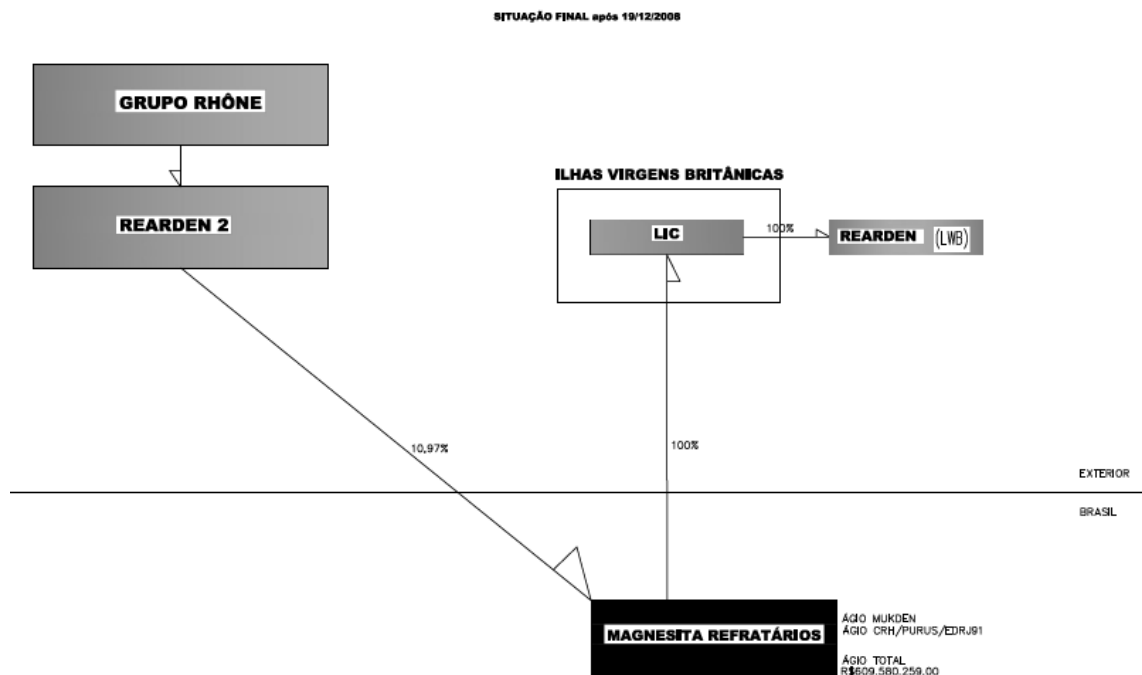 SITUAÇÃO FINAL após 19/12/2008
GRUPO RHÔNE
REARDEN 2
ILHAS VIRGENS BRITÂNICAS
LIC
100%
REARDEN (LWB)
10,97%
100%
EXTERIOR
BRASIL
MAGNESITA REFRATÁRIOS
ÁGIO MUKDEN
ÁGIO CRH/PURUS/EDRJ91
ÁGIO TOTAL
R$609.580.259,00